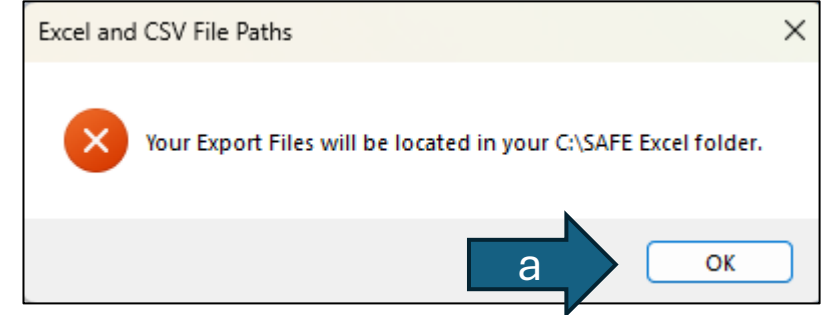 Excel and CSV File Paths
Your Export Files will be located in your C:\SAFE Excel folder.
a
OK